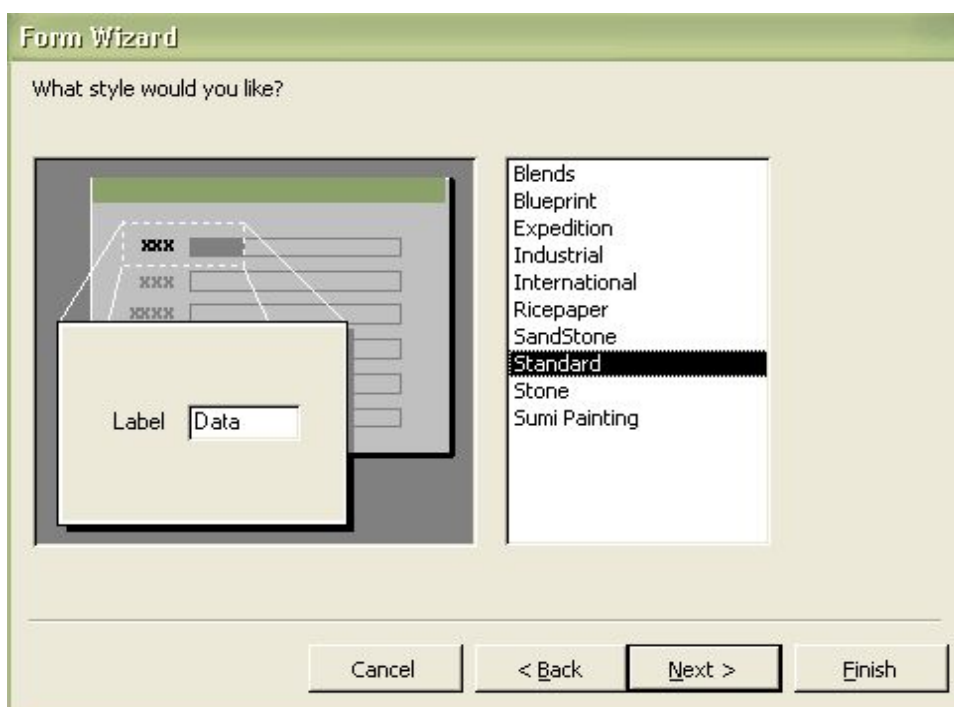 Form Wizard
What style would you like?
xxx
xxx
xxxx
Label Data
Blends
Blueprint
Expedition
Industrial
International
Ricepaper
SandStone
Standard
Stone
Sumi Painting
Cancel < Back Next > Finish